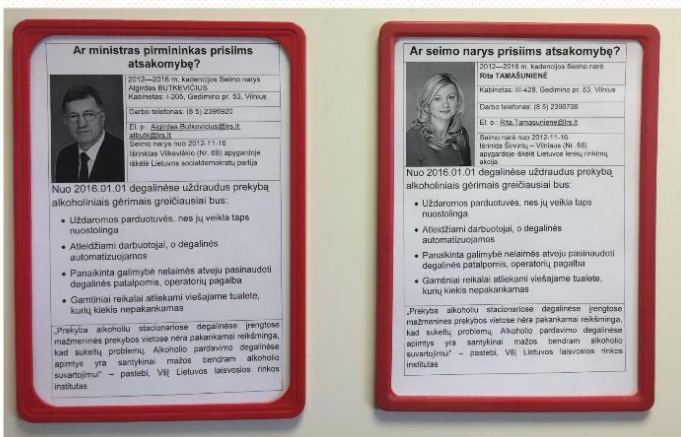 Ar ministras pirmininkas prisiims
atsakomybę?
2012—2016 m. kadencijos Seimo narys
Algirdas
BUTKEVIČIUS
Kabinetas: I-205, Gedimino pr. 53, Vilnius
Darbo telefonas: (8 5) 2396920
El. p.: Algirdas.Butkevicius@lrs.lt,
albutk@lrs.lt
Seimo narys nuo 2012-11-16
Išrinktas Vilkaviškio (Nr. 68) apygardoje
iškėlė Lietuvos socialdemokratų partija
Nuo 2016.01.01 degalinėse uždraudus prekybą
alkoholiniais gėrimais greičiausiai bus:
• Uždaromos parduotuvės, nes jų veikla taps
nuostolinga
• Atleidžiami darbuotojai, o degalinės
automatizuojamos
• Panaikinta galimybė nelaimės atveju pasinaudoti
degalinės patalpomis, operatorių pagalba
• Gamtiniai reikalai atliekami viešajame tualete,
kurių kiekis nepakankamas
„Prekyba alkoholiu stacionariose degalinėse įrengtose
mažmeninės prekybos vietose nėra pakankamai reikšminga,
kad sukeltų problemų. Alkoholio pardavimo degalinėse
apimtys yra santykinai mažos bendram alkoholio
suvartojimui“ – pastebi, VšĮ Lietuvos laisvosios rinkos
institutas
Ar seimo narys prisiims atsakomybę?
2012—2016 m. kadencijos Seimo narė
Rita TAMAŠUNIENĖ
Kabinetas: III-428, Gedimino pr. 53, Vilnius
Darbo telefonas: (8 5) 2396706
El. p.: Rita.Tamasuniene@lrs.lt
Seimo narė nuo 2012-11-16
Išrinkta Širvintų – Vilniaus (Nr. 55)
apygardoje iškėlė Lietuvos lenkų rinkimų
akcija
Nuo 2016.01.01 degalinėse uždraudus prekybą
alkoholiniais gėrimais greičiausiai bus:
• Uždaromos parduotuvės, nes jų veikla taps
nuostolinga
• Atleidžiami darbuotojai, o degalinės
automatizuojamos
• Panaikinta galimybė nelaimės atveju pasinaudoti
degalinės patalpomis, operatorių pagalba
• Gamtiniai reikalai atliekami viešajame tualete,
kurių kiekis nepakankamas
„Prekyba alkoholiu stacionariose degalinėse įrengtose
mažmeninės prekybos vietose nėra pakankamai reikšminga,
kad sukeltų problemų. Alkoholio pardavimo degalinėse
apimtys yra santykinai mažos bendram alkoholio
suvartojimui“ – pastebi, VšĮ Lietuvos laisvosios rinkos
institutas